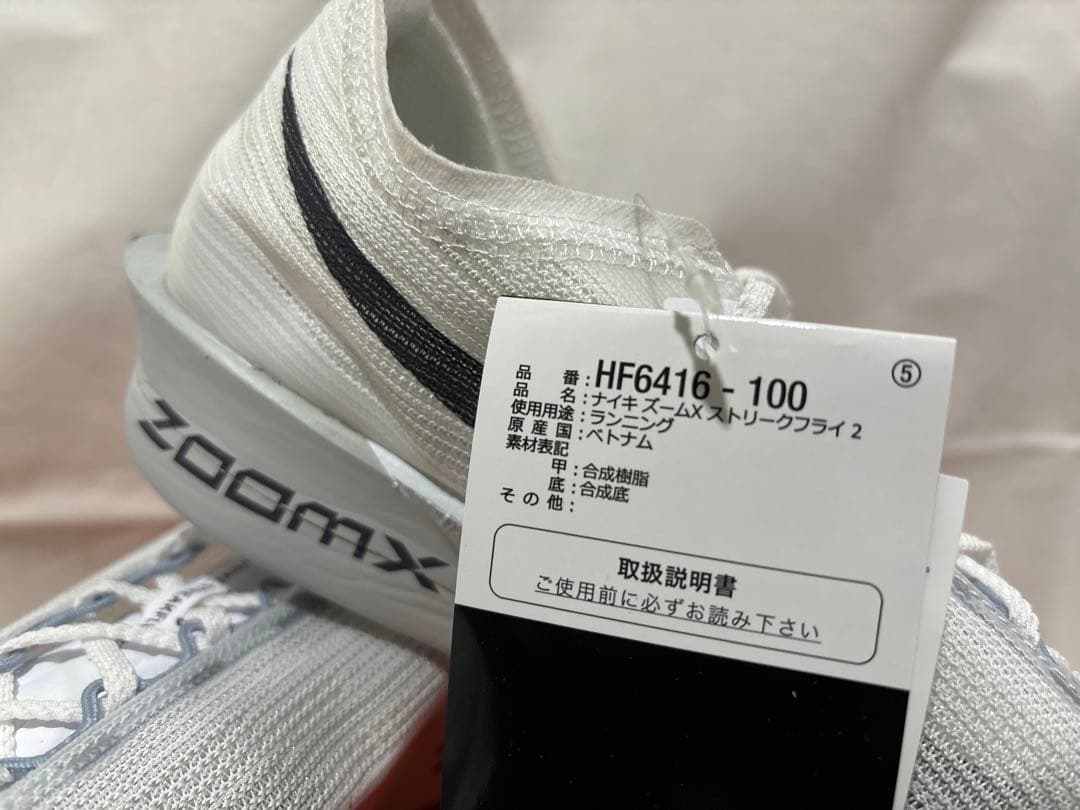 ⑤
品 番 : HF6416 - 100
品 名 : ナイキ ズームX ストリークフライ 2
使用用途 : ランニング
原 産 国 : ベトナム
素材表記
甲 : 合成樹脂
底 : 合成底
そ の 他 :
取扱説明書
ご使用前に必ずお読み下さい
ZOOMX